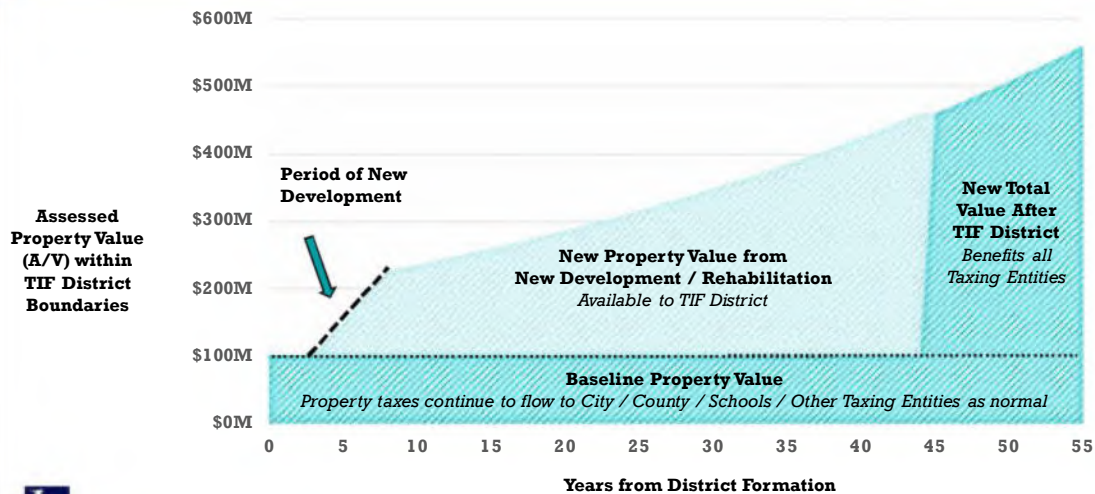 $600M
$500M
$400M
$300M
$200M
$100M
$0M
Assessed
Property Value
(A/V) within
TIF District
Boundaries
Period of New
Development
New Property Value from
New Development / Rehabilitation
Available to TIF District
New Total
Value After
TIF District
Benefits all
Taxing Entities
Baseline Property Value
Property taxes continue to flow to City / County / Schools / Other Taxing Entities as normal
0 5 10 15 20 25 30 35 40 45 50 55
Years from District Formation